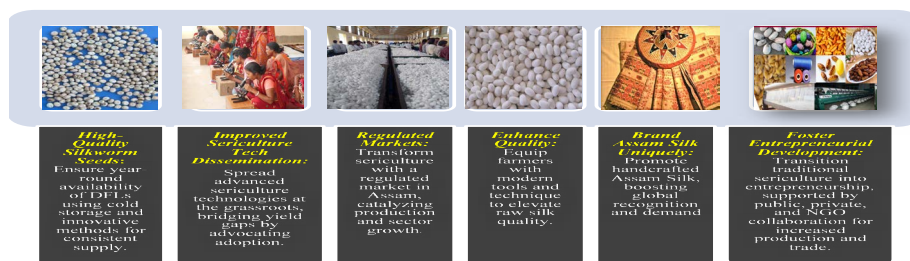 High-
Quality
Silkworm
Seeds:
Ensure year-
round
availability
of DFLs
using cold
storage and
innovative
methods for
consistent
supply.
Improved
Sericulture
Tech
Dissemination:
Spread
advanced
sericulture
technologies at
the grassroots,
bridging yield
gaps by
advocating
adoption.
Regulated
Markets:
Transform
sericulture
with a
regulated
market in
Assam,
catalyzing
production
and sector
growth.
Enhance
Quality:
Equip
farmers
with
modern
tools and
technique
to elevate
raw silk
quality.
Brand
Assam Silk
Uniquely:
Promote
handcrafted
Assam Silk,
boosting
global
recognition
and demand
Foster
Entrepreneurial
Development:
Transition
traditional
sericulture into
entrepreneurship,
supported by
public, private,
and NGO
collaboration for
increased
production and
trade.